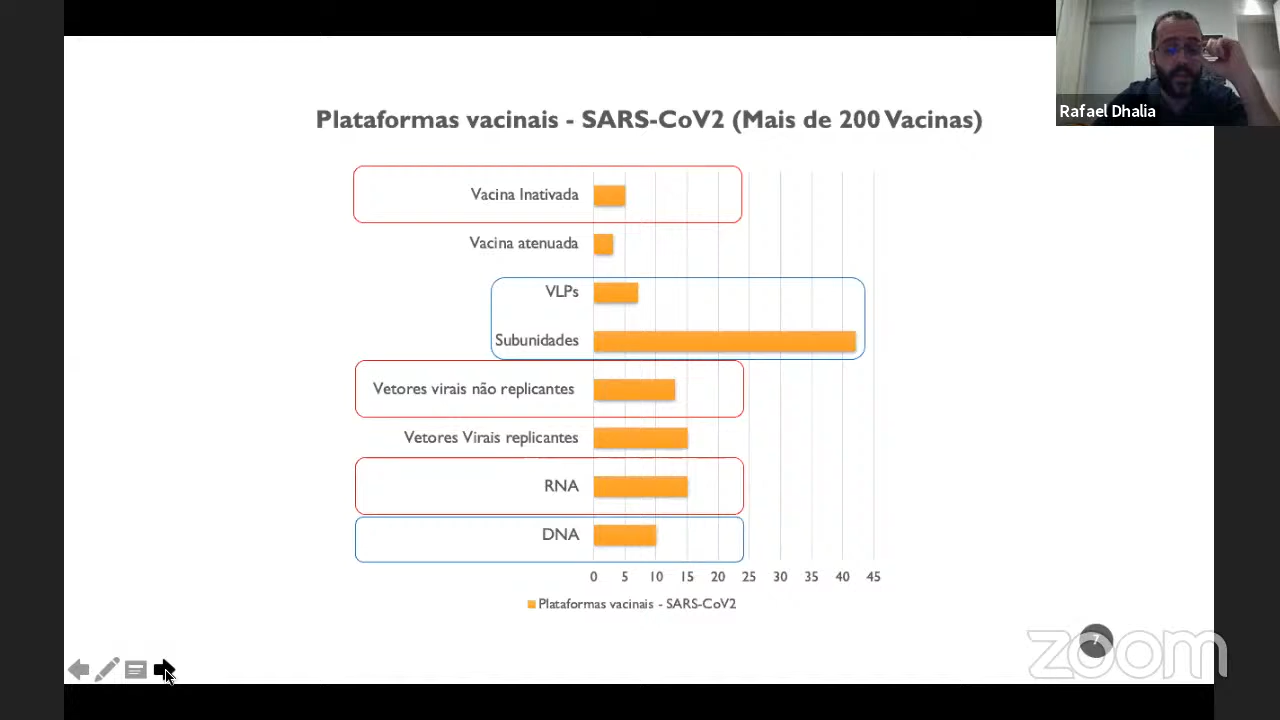 Rafael Dhalia
Plataformas vacinais - SARS-CoV2 (Mais de 200 Vacinas)
Vacina Inativada
Vacina atenuada
VLPs
Subunidades
Vetores virais não replicantes
Vetores Virais replicantes
RNA
DNA
0 5 10 15 20 25 30 35 40 45
Plataformas vacinais - SARS-CoV2
7
zoom